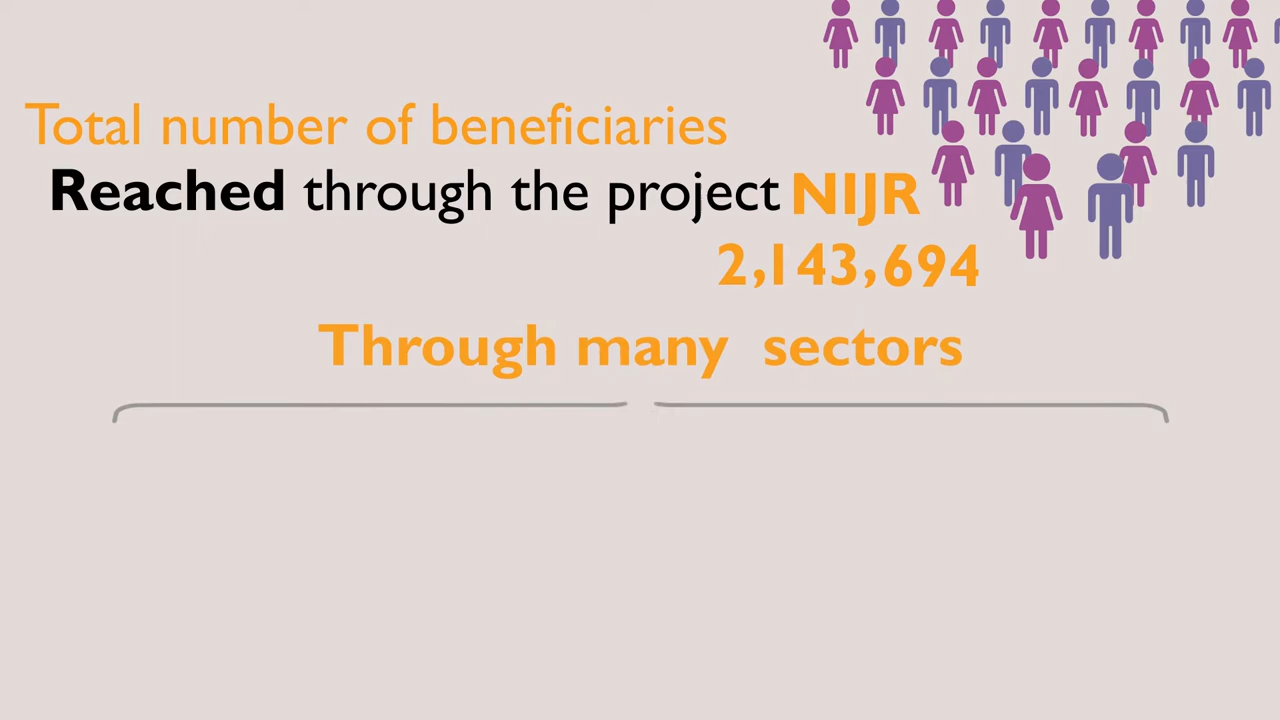 Total number of beneficiaries
Reached through the project NIJR
2,143,694
Through many sectors